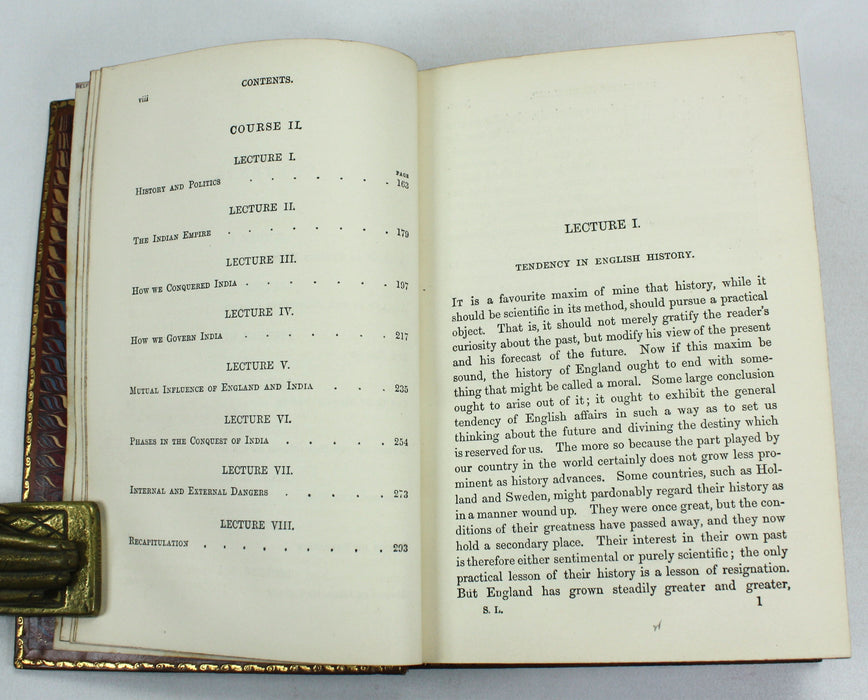 CONTENTS.
viii
COURSE II.
LECTURE I.
PAGE
History and Politics . . . . . . . 163
LECTURE II.
The Indian Empire . . . . . . . 179
LECTURE III.
How we Conquered India . . . . . . 197
LECTURE IV.
How we Govern India . . . . . . 217
LECTURE V.
Mutual Influence of England and India . . . 235
LECTURE VI.
Phases in the Conquest of India . . . . . 254
LECTURE VII.
Internal and External Dangers . . . . . 273
LECTURE VIII.
Recapitulation . . . . . . . 293
LECTURE I.
TENDENCY IN ENGLISH HISTORY.
It is a favourite maxim of mine that history, while it
should be scientific in its method, should pursue a practical
object. That is, it should not merely gratify the reader's
curiosity about the past, but modify his view of the present
and his forecast of the future. Now if this maxim be
sound, the history of England ought to end with some-
thing that might be called a moral. Some large conclusion
ought to arise out of it; it ought to exhibit the general
tendency of English affairs in such a way as to set us
thinking about the future and divining the destiny which
is reserved for us. The more so because the part played by
our country in the world certainly does not grow less pro-
minent as history advances. Some countries, such as Hol-
land and Sweden, might pardonably regard their history as
in a manner wound up. They were once great, but the con-
ditions of their greatness have passed away, and they now
hold a secondary place. Their interest in their own past
is therefore either sentimental or purely scientific; the only
practical lesson of their history is a lesson of resignation.
But England has grown steadily greater and greater,
S. L. 1